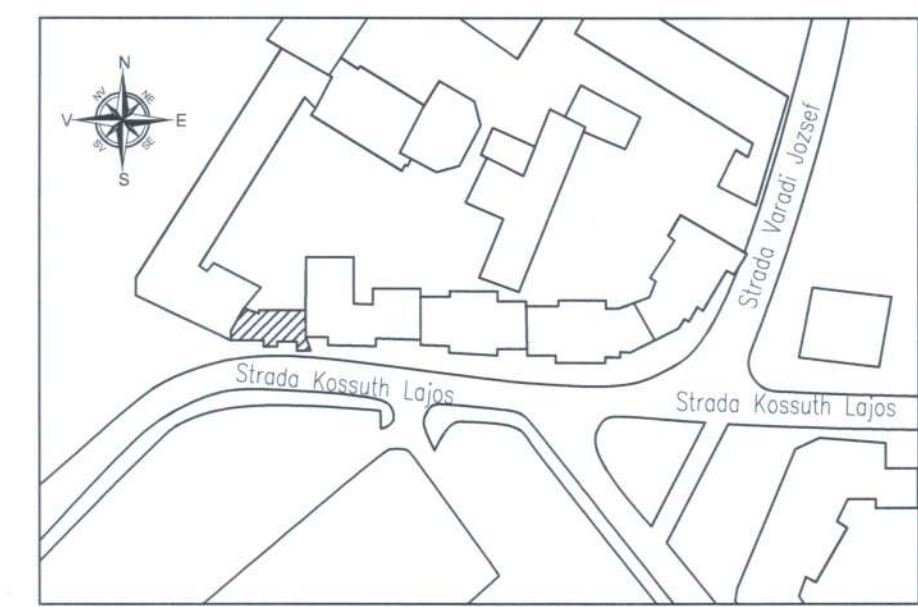 N
NV NE
V E
SV SE
S
Strada Varadi Jozsef
Strada Kossuth Lajos
Strada Kossuth Lajos